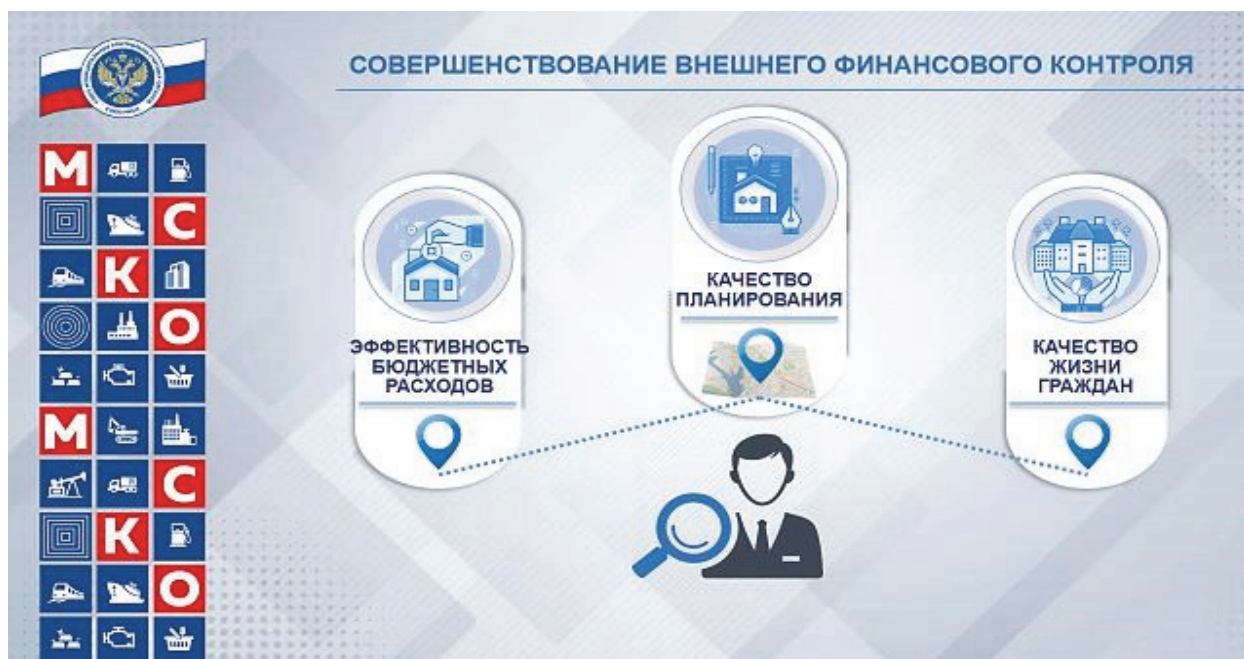 СОВЕРШЕНСТВОВАНИЕ ВНЕШНЕГО ФИНАНСОВОГО КОНТРОЛЯ
М
С
К
О
М
С
К
О
ЭФФЕКТИВНОСТЬ
БЮДЖЕТНЫХ
РАСХОДОВ
КАЧЕСТВО
ПЛАНИРОВАНИЯ
КАЧЕСТВО
ЖИЗНИ
ГРАЖДАН